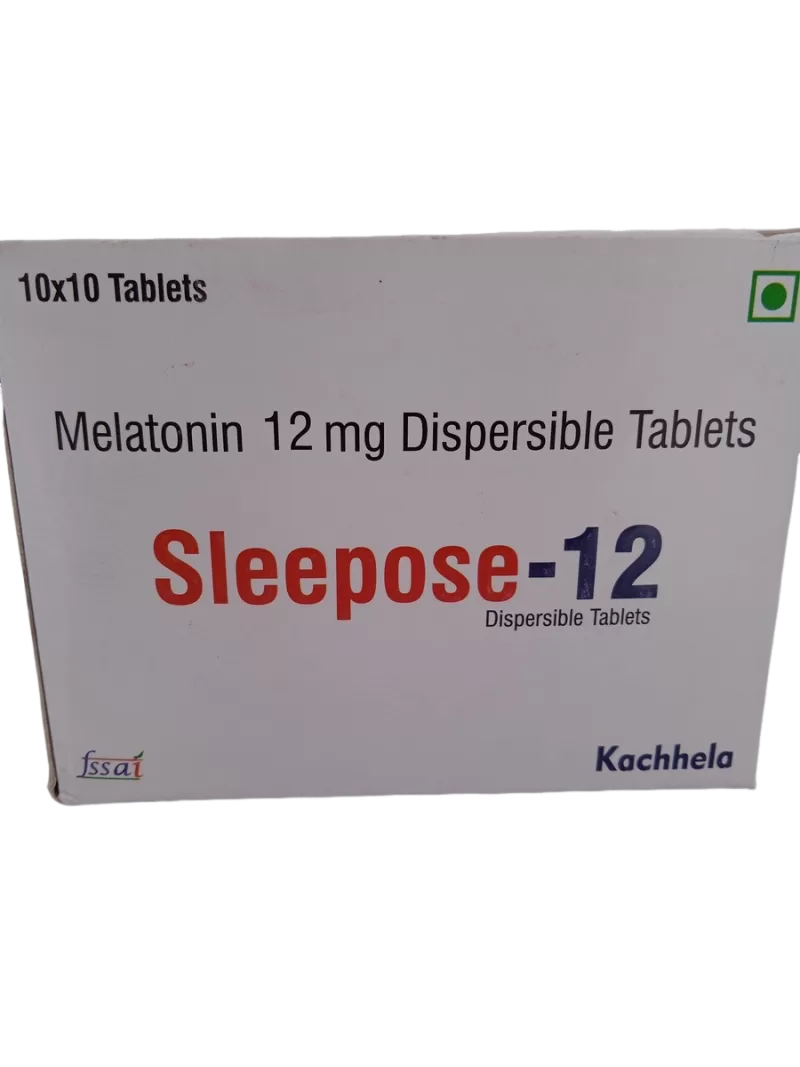 10x10 Tablets
Melatonin 12 mg Dispersible Tablets
Sleepose-12
Dispersible Tablets
fssai
Kachhela